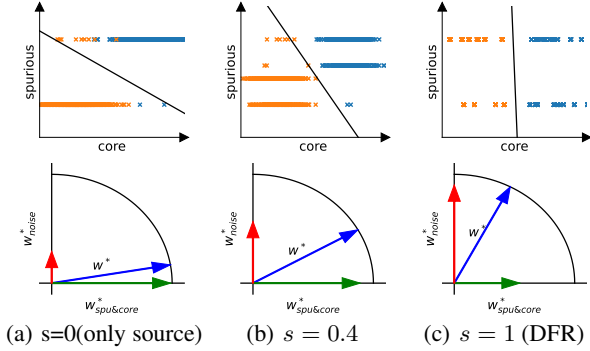 spurious
core
spurious
core
spurious
core
w*noise
w*
w*spu&core
w*noise
w*
w*spu&core
w*noise
w*
w*spu&core
(a) s=0(only source)
(b) s = 0.4
(c) s = 1 (DFR)